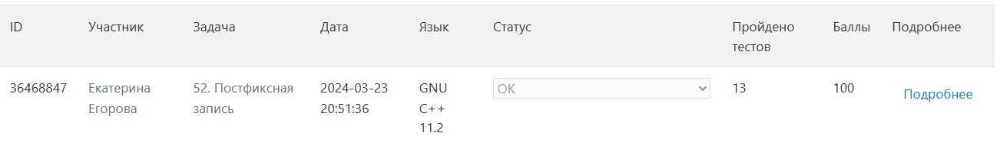 ID Участник Задача Дата Язык Статус Пройдено тестов Баллы Подробнее
36468847 Екатерина Егорова 52. Постфиксная запись 2024-03-23 20:51:36 GNU C++ 11.2 OK 13 100 Подробнее